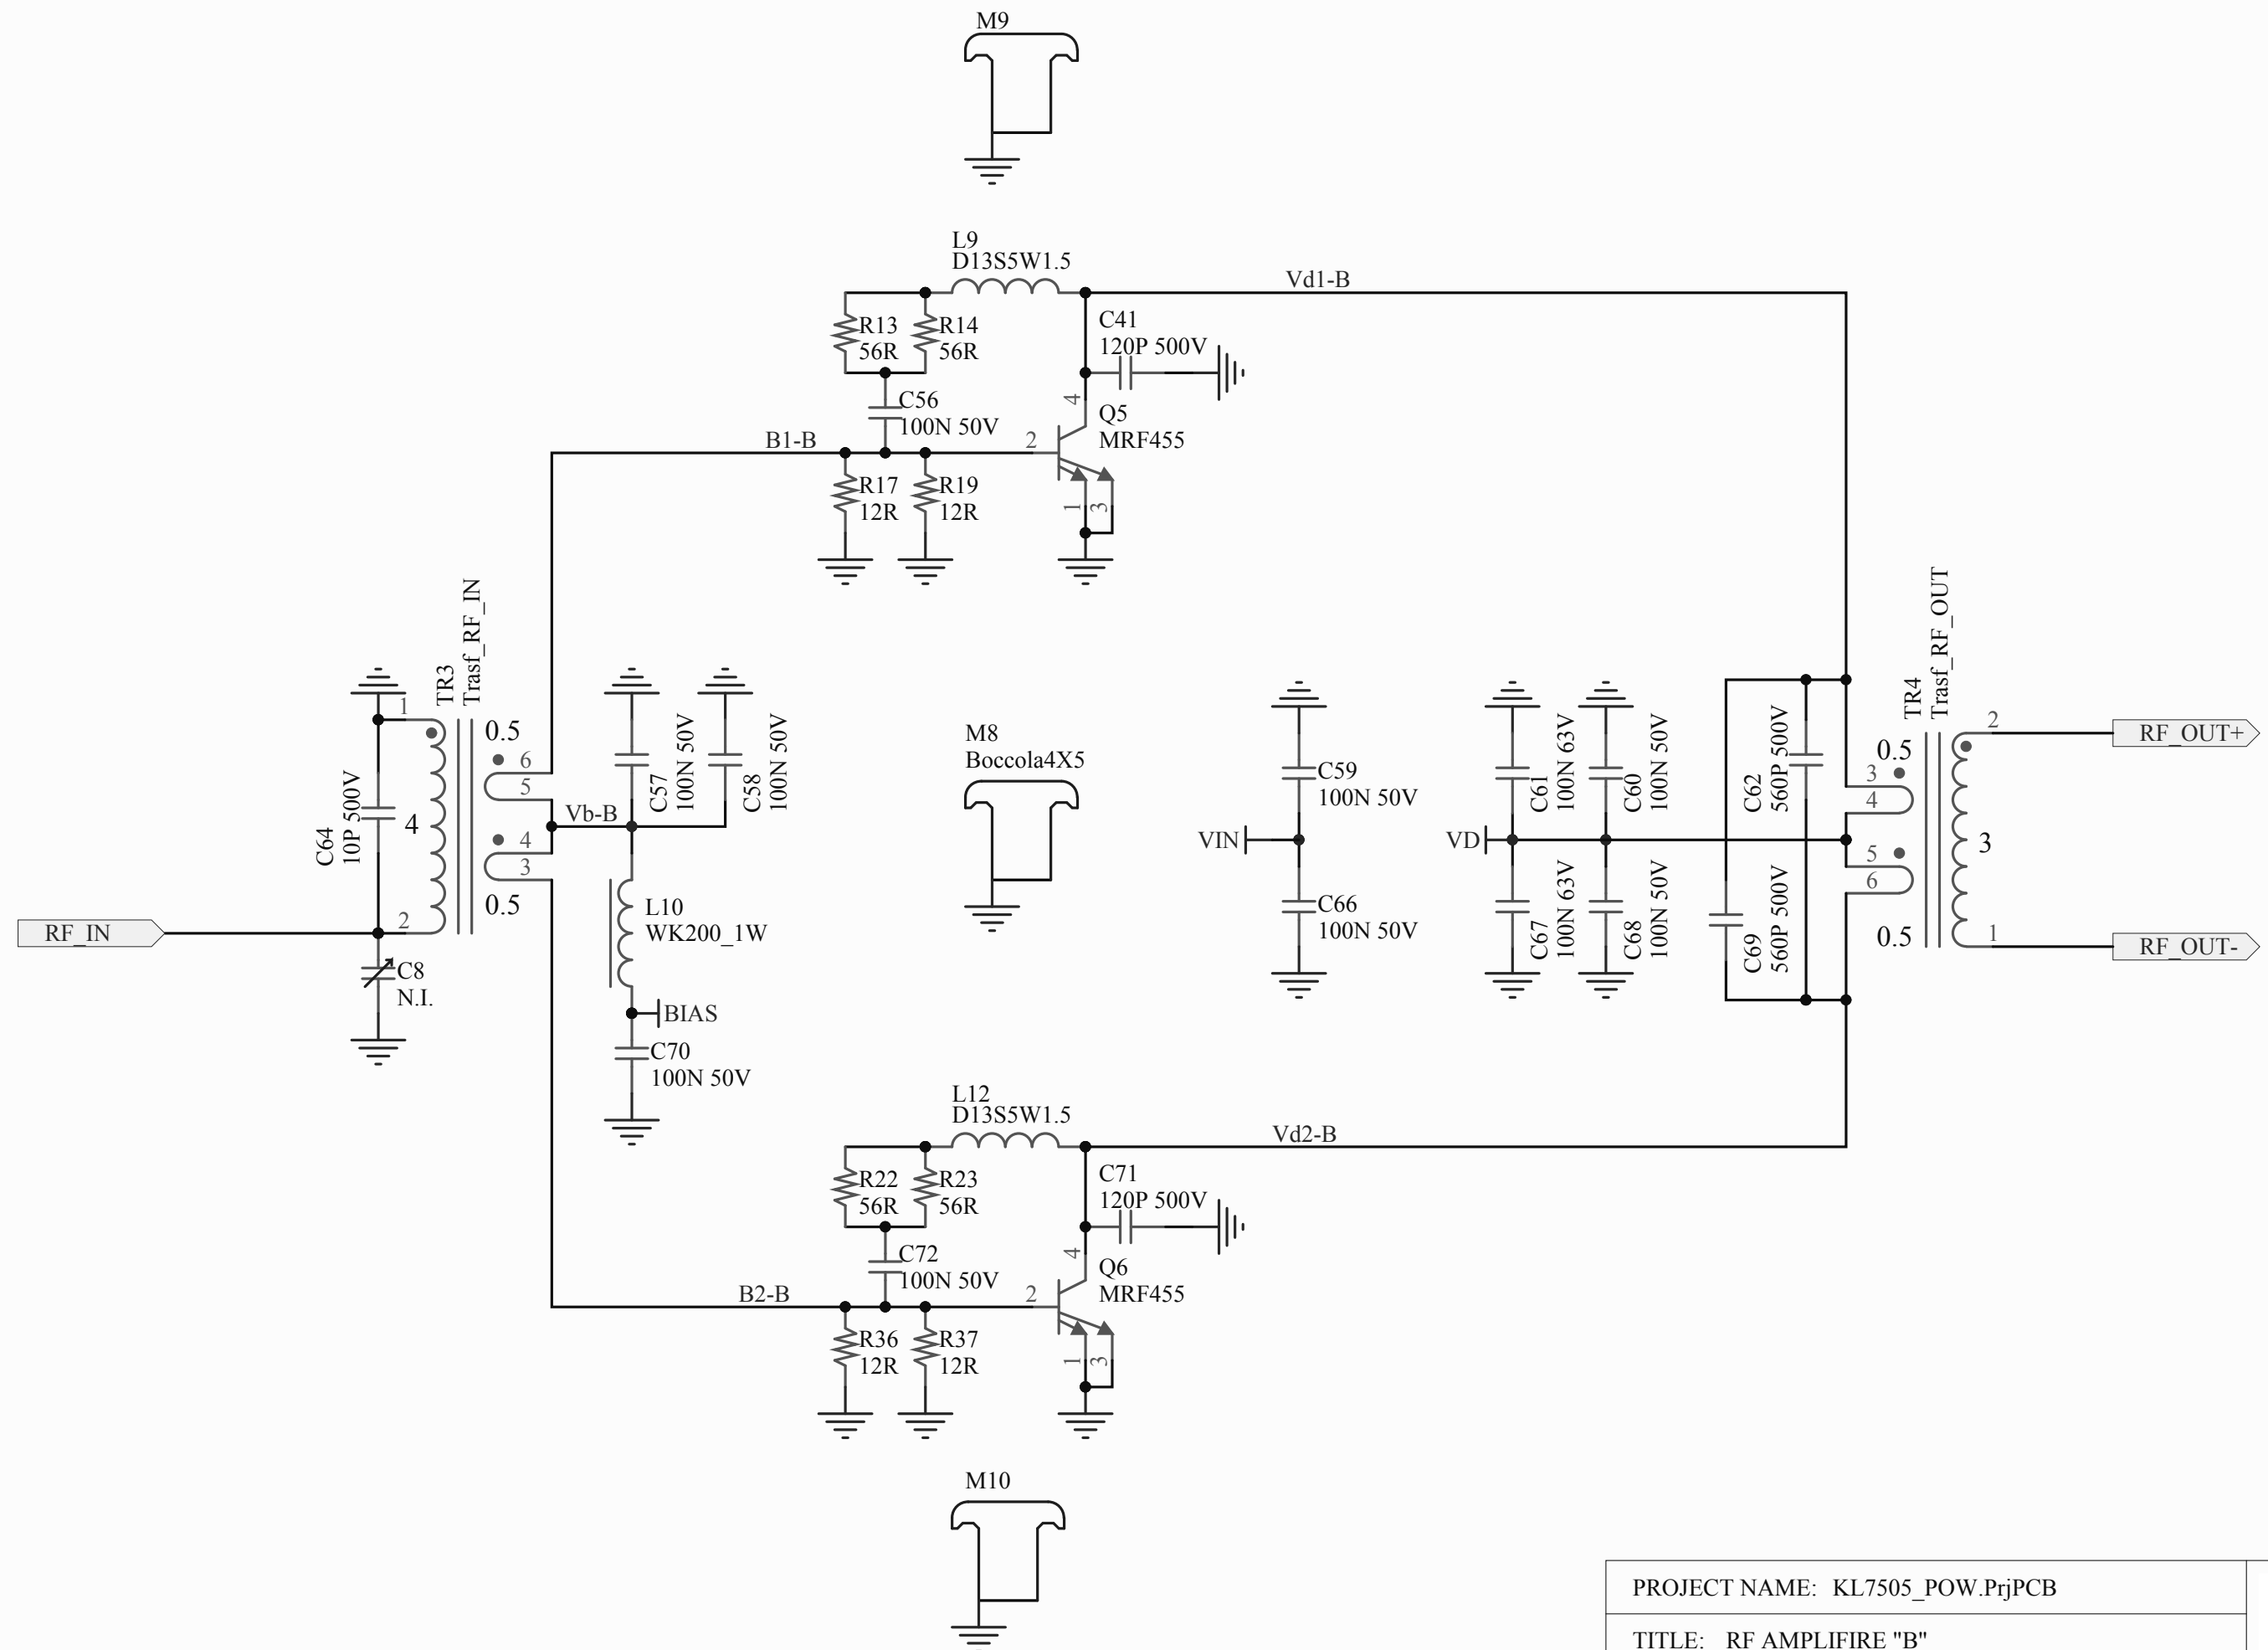 M9
L9
D13S5W1.5
Vd1-B
R13
56R
R14
56R
C41
120P 500V
4
C56
100N 50V
Q5
MRF455
B1-B
2
R17
12R
R19
12R
1
3
TR3
Trasf_RF_IN
1
0.5
6
5
C64
10P 500V
4
Vb-B
4
3
0.5
2
RF_IN
C8
N.I.
C57
100N 50V
C58
100N 50V
L10
WK200_1W
BIAS
C70
100N 50V
M8
Boccola4X5
VIN
C59
100N 50V
C66
100N 50V
VD
C61
100N 63V
C60
100N 50V
C67
100N 63V
C68
100N 50V
C62
560P 500V
C69
560P 500V
TR4
Trasf_RF_OUT
0.5
3
4
5
6
0.5
2
3
1
RF_OUT+
RF_OUT-
L12
D13S5W1.5
Vd2-B
R22
56R
R23
56R
C71
120P 500V
4
C72
100N 50V
Q6
MRF455
B2-B
2
R36
12R
R37
12R
1
3
M10
PROJECT NAME: KL7505_POW.PrjPCB
TITLE: RF AMPLIFIRE "B"